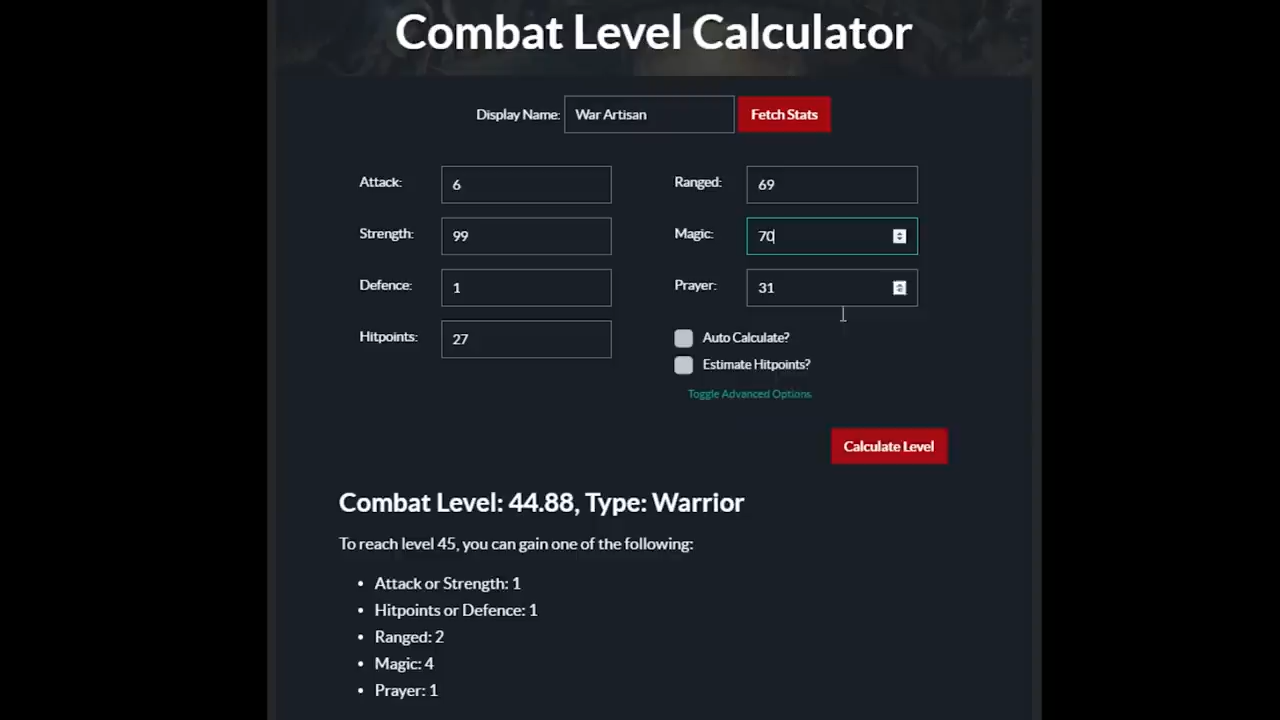 Combat Level Calculator
Display Name: War Artisan Fetch Stats
Attack: 6 Ranged: 69
Strength: 99 Magic: 70
Defence: 1 Prayer: 31
Hitpoints: 27 Auto Calculate?
Estimate Hitpoints?
Toggle Advanced Options
Calculate Level
Combat Level: 44.88, Type: Warrior
To reach level 45, you can gain one of the following:
• Attack or Strength: 1
• Hitpoints or Defence: 1
• Ranged: 2
• Magic: 4
• Prayer: 1